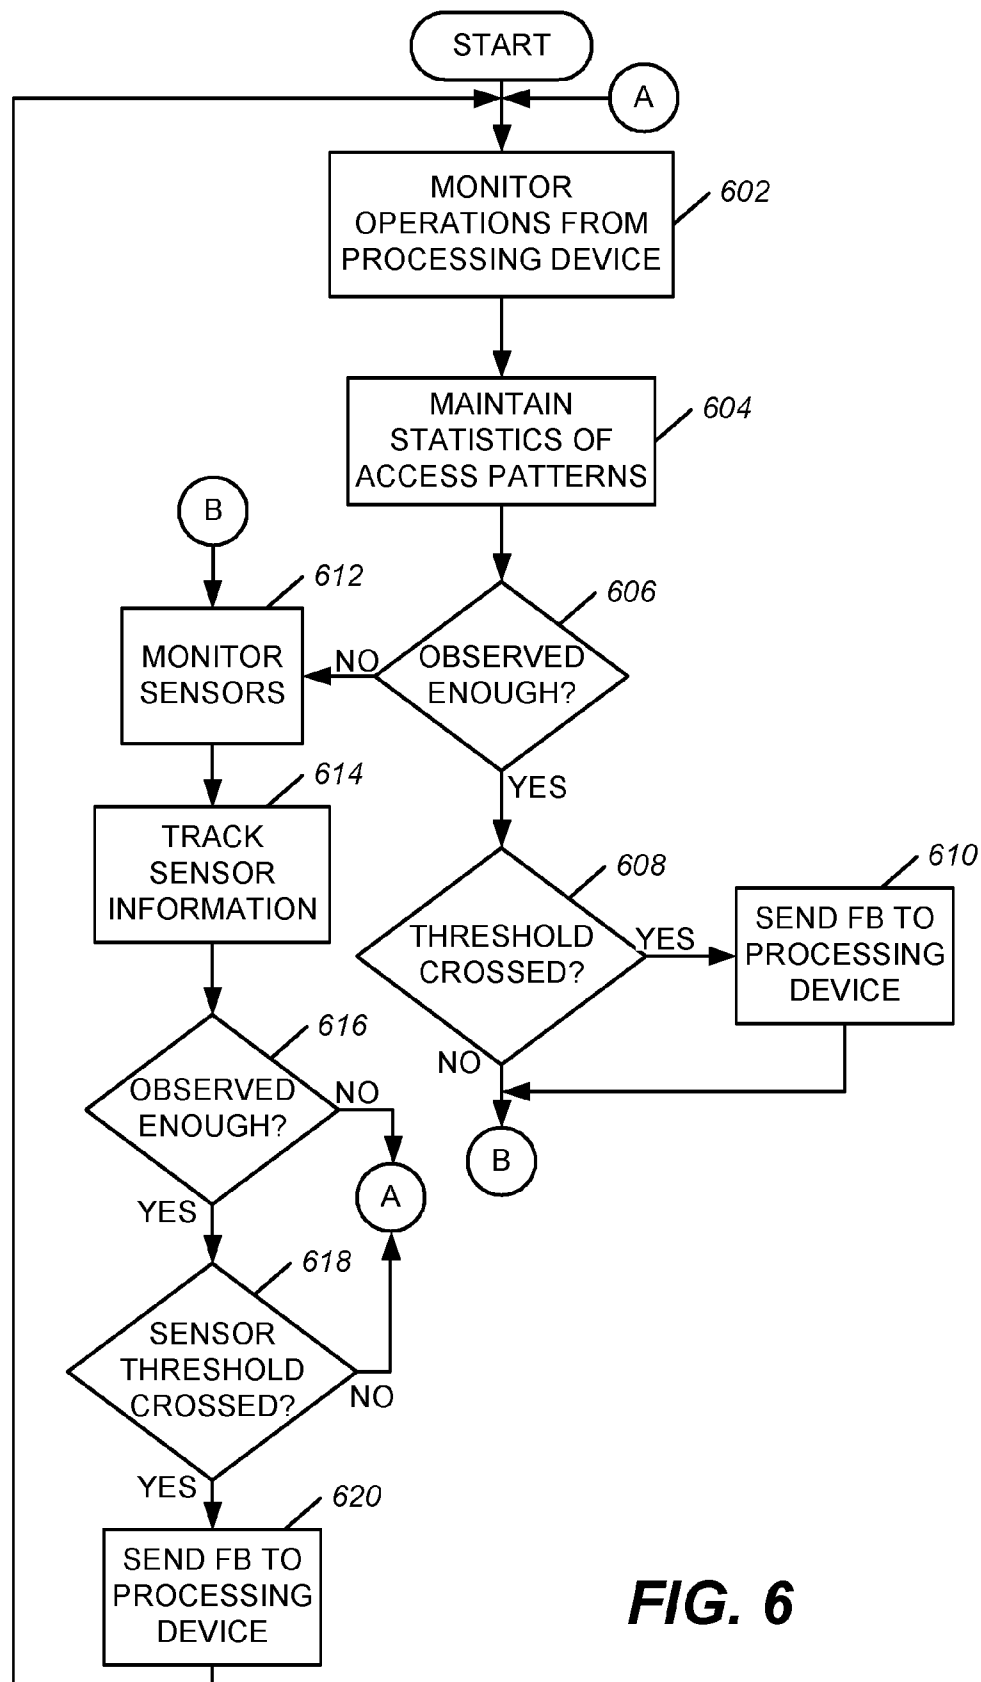 START
A
MONITOR
OPERATIONS FROM
PROCESSING DEVICE
602
MAINTAIN
STATISTICS OF
ACCESS PATTERNS
604
B
612
MONITOR
SENSORS
NO
606
OBSERVED
ENOUGH?
YES
614
TRACK
SENSOR
INFORMATION
608
THRESHOLD
CROSSED?
YES
NO
610
SEND FB TO
PROCESSING
DEVICE
B
616
OBSERVED
ENOUGH?
NO
YES
A
618
SENSOR
THRESHOLD
CROSSED?
NO
YES
620
SEND FB TO
PROCESSING
DEVICE
FIG. 6